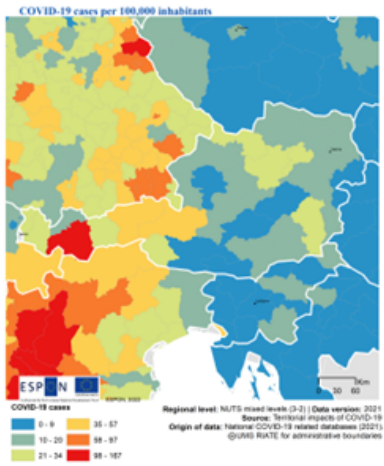 COVID-19 cases per 100,000 inhabitants
ESPON
© ESPON, 2022
COVID-19 cases
0 - 9
10 - 20
21 - 34
35 - 57
58 - 97
98 - 167
0 30 60 Km
Regional level: NUTS mixed levels (3-2) | Data version: 2021
Source: Territorial impacts of COVID-19
Origin of data: National COVID-19 related databases (2021).
@UMS RIATE for administrative boundaries